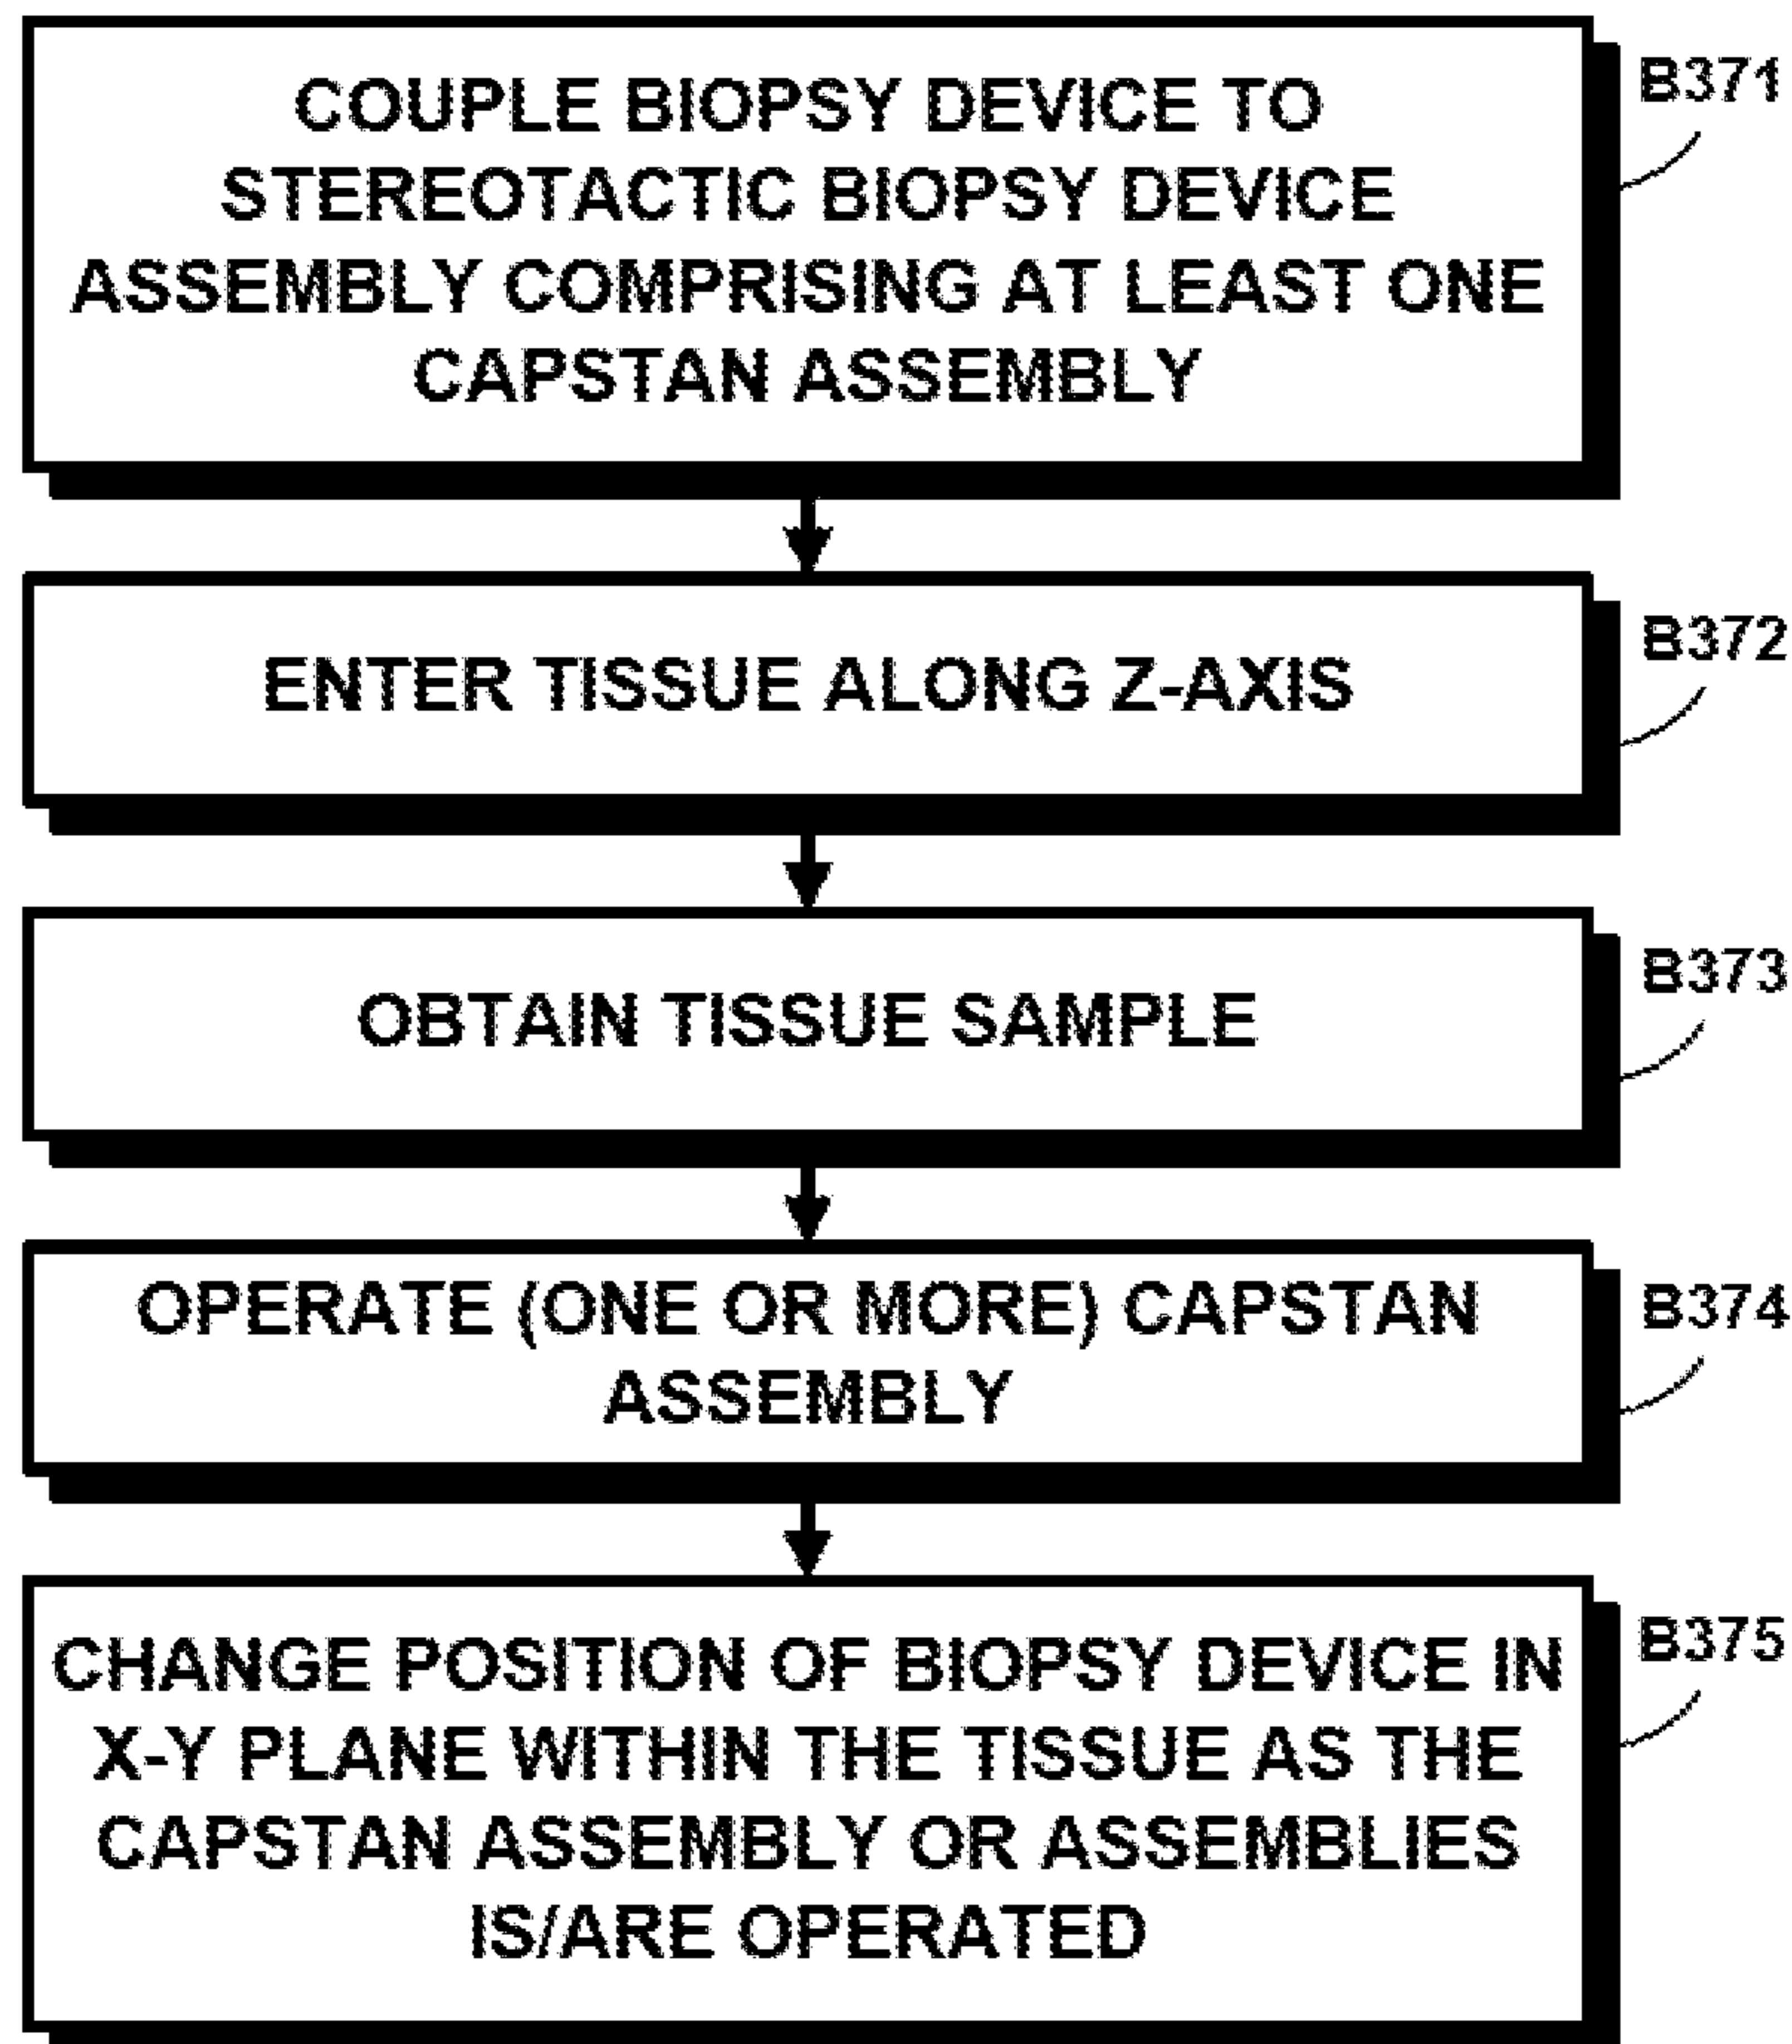 COUPLE BIOPSY DEVICE TO
STEREOTACTIC BIOPSY DEVICE
ASSEMBLY COMPRISING AT LEAST ONE
CAPSTAN ASSEMBLY
B371
ENTER TISSUE ALONG Z-AXIS
B372
OBTAIN TISSUE SAMPLE
B373
OPERATE (ONE OR MORE) CAPSTAN
ASSEMBLY
B374
CHANGE POSITION OF BIOPSY DEVICE IN
X-Y PLANE WITHIN THE TISSUE AS THE
CAPSTAN ASSEMBLY OR ASSEMBLIES
IS/ARE OPERATED
B375